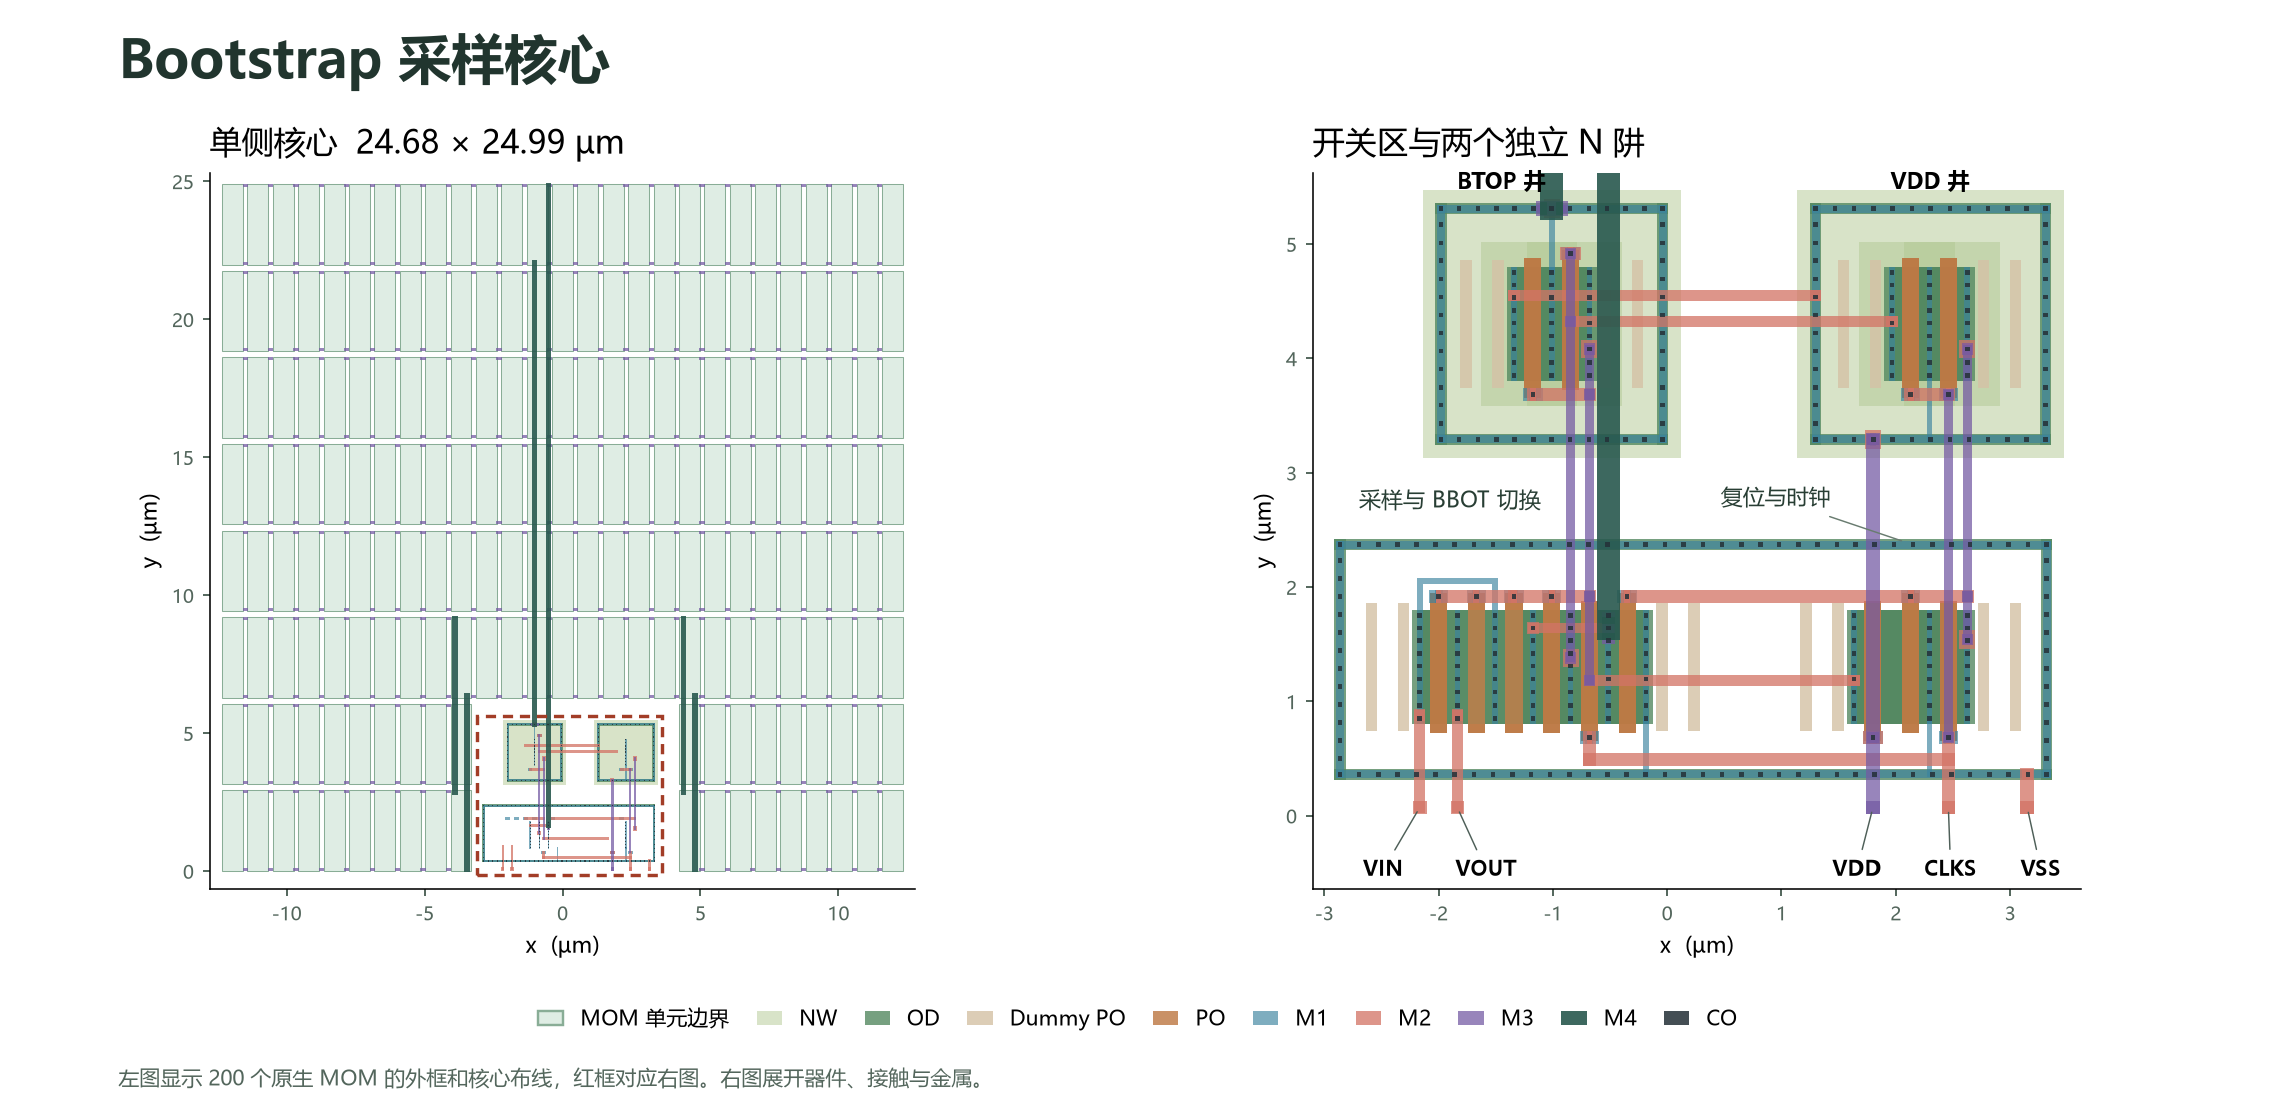 Bootstrap 采样核心
单侧核心 24.68 × 24.99 μm
25
20
15
10
5
0
y (μm)
-10 -5 0 5 10
x (μm)
开关区与两个独立 N 阱
BTOP 井
VDD 井
5
4
3
2
1
0
y (μm)
采样与 BBOT 切换
复位与时钟
VIN VOUT VDD CLKS VSS
-3 -2 -1 0 1 2 3
x (μm)
MOM 单元边界 NW OD Dummy PO PO M1 M2 M3 M4 CO
左图显示 200 个原生 MOM 的外框和核心布线，红框对应右图。右图展开器件、接触与金属。